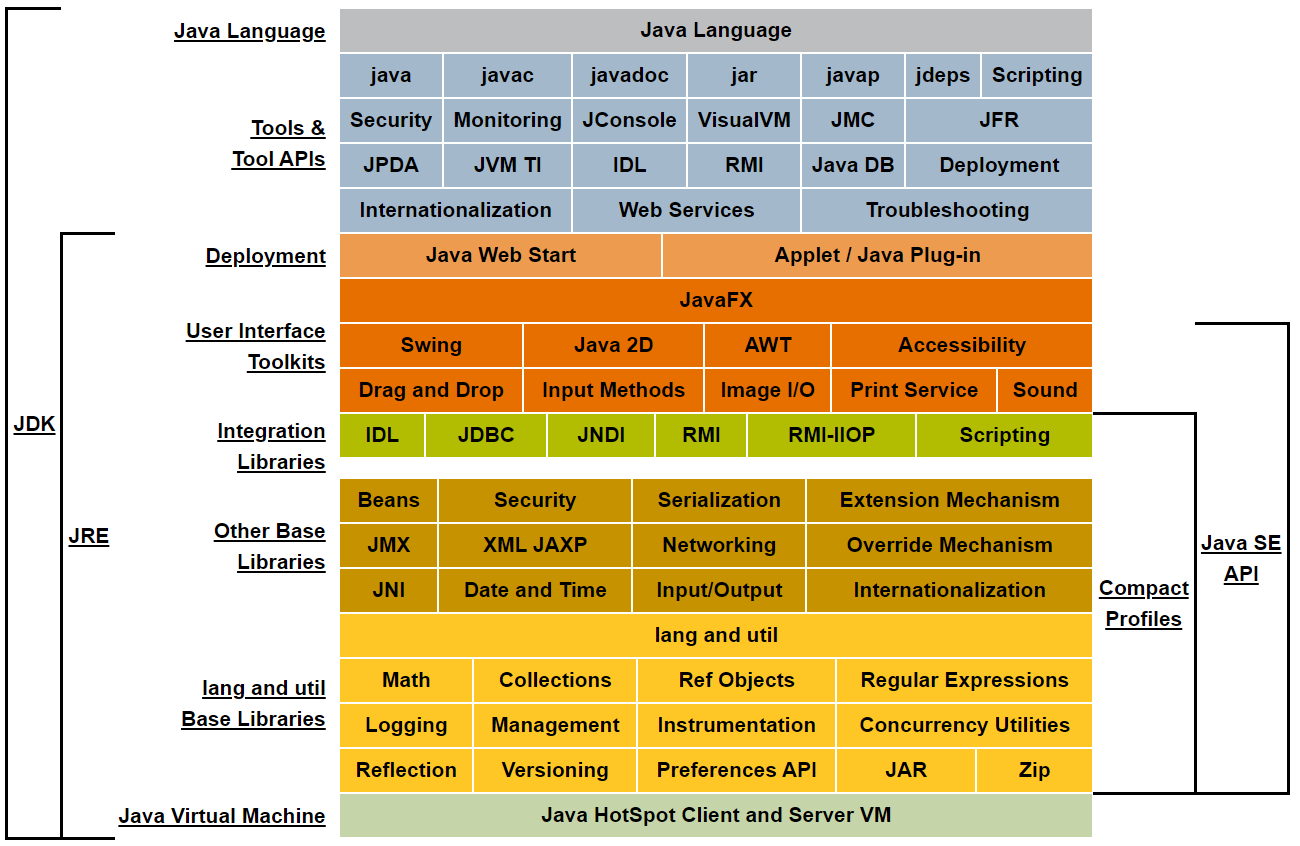 Java Language
Java Language
java javac javadoc jar javap jdeps Scripting
Tools &
Tool APIs
Security Monitoring JConsole VisualVM JMC JFR
JPDA JVM TI IDL RMI Java DB Deployment
Internationalization Web Services Troubleshooting
Deployment
Java Web Start Applet / Java Plug-in
User Interface
Toolkits
JavaFX
Swing Java 2D AWT Accessibility
Drag and Drop Input Methods Image I/O Print Service Sound
Integration
Libraries
IDL JDBC JNDI RMI RMI-IIOP Scripting
Other Base
Libraries
Beans Security Serialization Extension Mechanism
JMX XML JAXP Networking Override Mechanism
JNI Date and Time Input/Output Internationalization
lang and util
Base Libraries
lang and util
Math Collections Ref Objects Regular Expressions
Logging Management Instrumentation Concurrency Utilities
Reflection Versioning Preferences API JAR Zip
Java Virtual Machine
Java HotSpot Client and Server VM
JDK
JRE
Compact
Profiles
Java SE
API